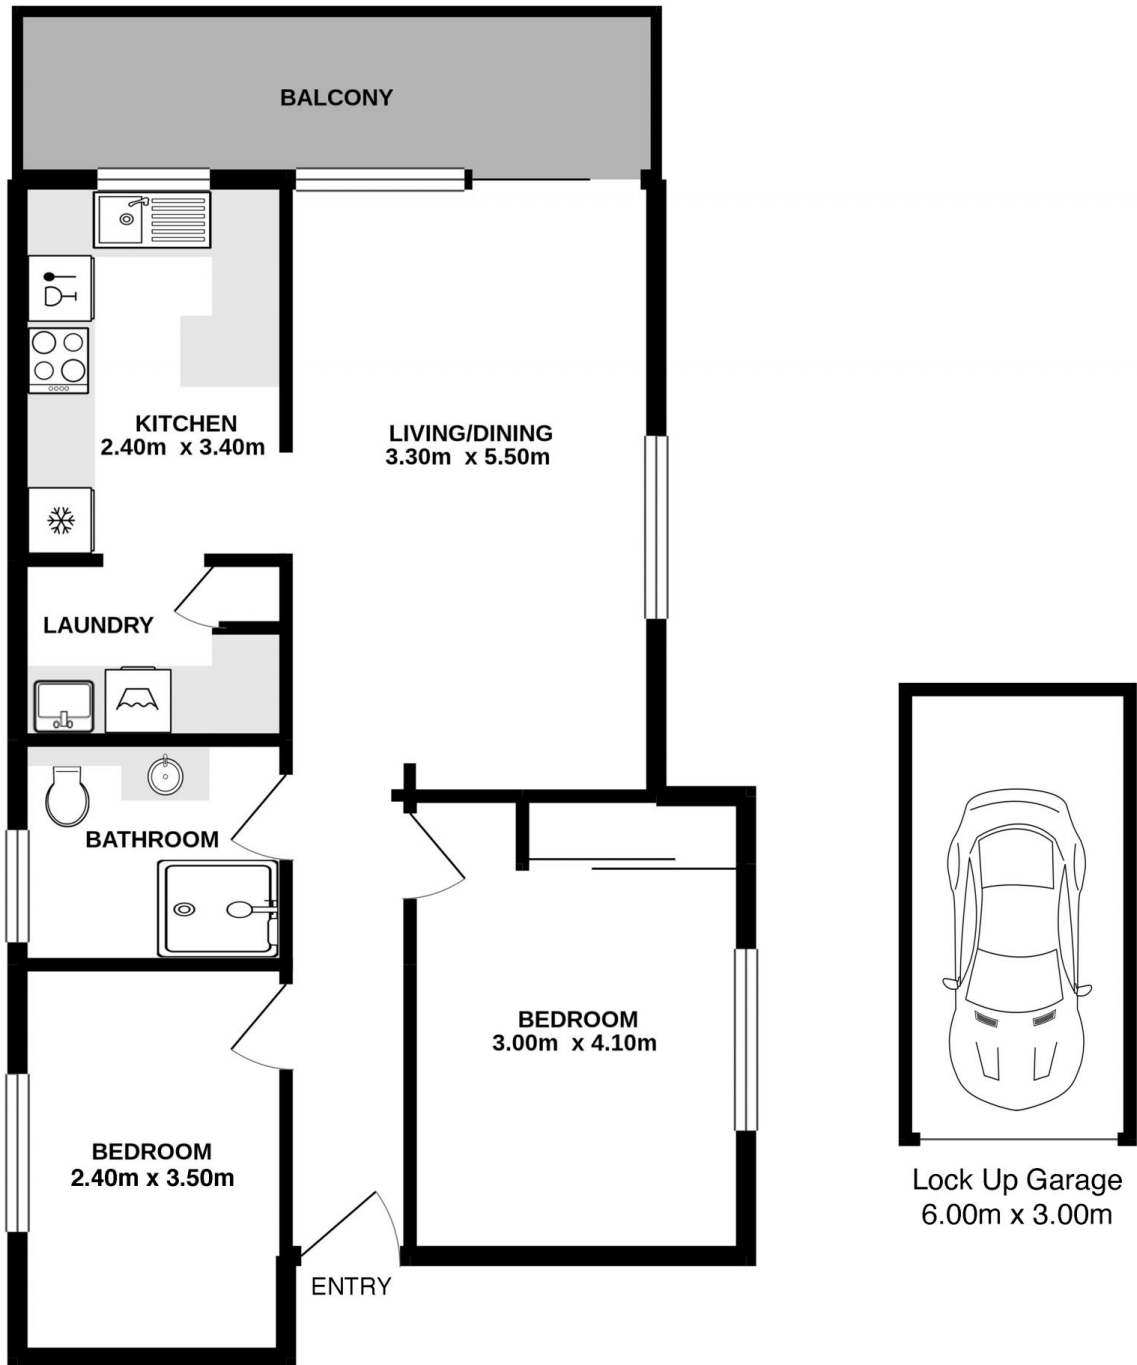 BALCONY
KITCHEN
2.40m x 3.40m
LIVING/DINING
3.30m x 5.50m
LAUNDRY
BATHROOM
BEDROOM
3.00m x 4.10m
BEDROOM
2.40m x 3.50m
ENTRY
Lock Up Garage
6.00m x 3.00m